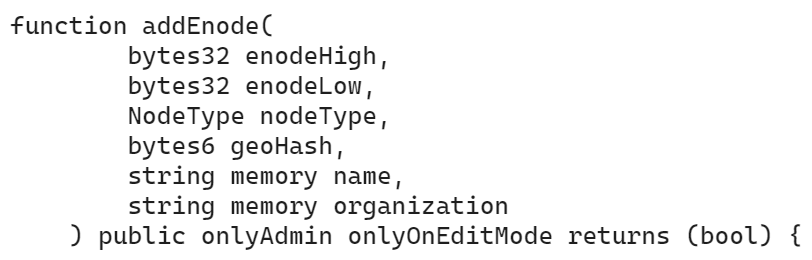 function addEnode(
        bytes32 enodeHigh,
        bytes32 enodeLow,
        NodeType nodeType,
        bytes6 geoHash,
        string memory name,
        string memory organization
    ) public onlyAdmin onlyOnEditMode returns (bool) {